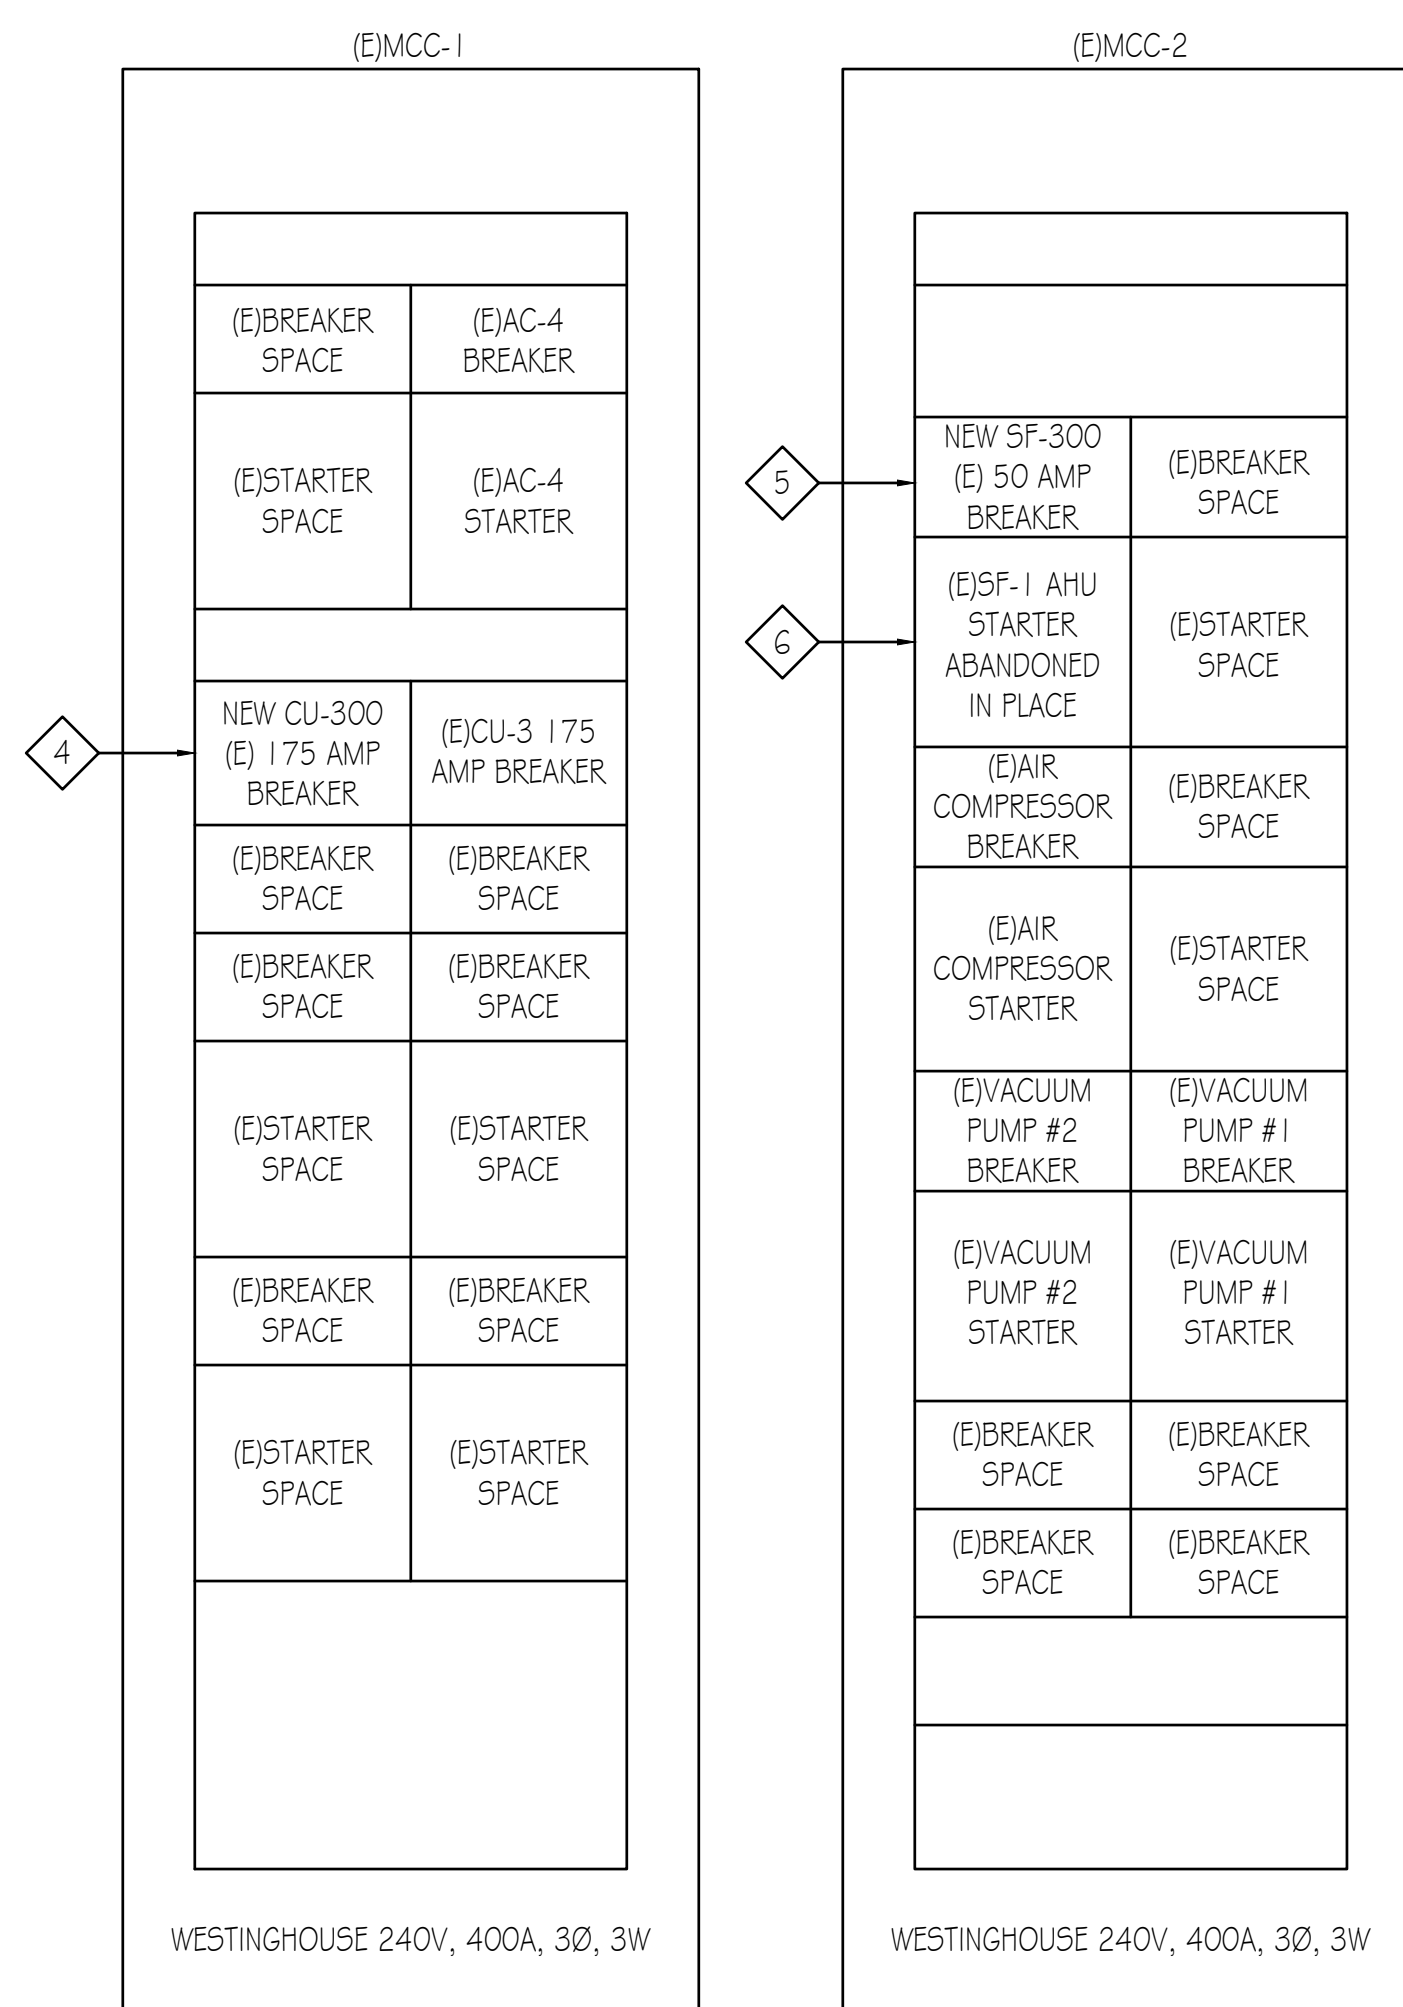 (E)MCC-1
(E)BREAKER
SPACE
(E)AC-4
BREAKER
(E)STARTER
SPACE
(E)AC-4
STARTER
4
NEW CU-300
(E) 175 AMP
BREAKER
(E)CU-3 175
AMP BREAKER
(E)BREAKER
SPACE
(E)BREAKER
SPACE
(E)BREAKER
SPACE
(E)BREAKER
SPACE
(E)STARTER
SPACE
(E)STARTER
SPACE
(E)BREAKER
SPACE
(E)BREAKER
SPACE
(E)STARTER
SPACE
(E)STARTER
SPACE
WESTINGHOUSE 240V, 400A, 3Ø, 3W
(E)MCC-2
5
NEW SF-300
(E) 50 AMP
BREAKER
(E)BREAKER
SPACE
6
(E)SF-1 AHU
STARTER
ABANDONED
IN PLACE
(E)STARTER
SPACE
(E)AIR
COMPRESSOR
BREAKER
(E)BREAKER
SPACE
(E)AIR
COMPRESSOR
STARTER
(E)STARTER
SPACE
(E)VACUUM
PUMP #2
BREAKER
(E)VACUUM
PUMP #1
BREAKER
(E)VACUUM
PUMP #2
STARTER
(E)VACUUM
PUMP #1
STARTER
(E)BREAKER
SPACE
(E)BREAKER
SPACE
(E)BREAKER
SPACE
(E)BREAKER
SPACE
WESTINGHOUSE 240V, 400A, 3Ø, 3W